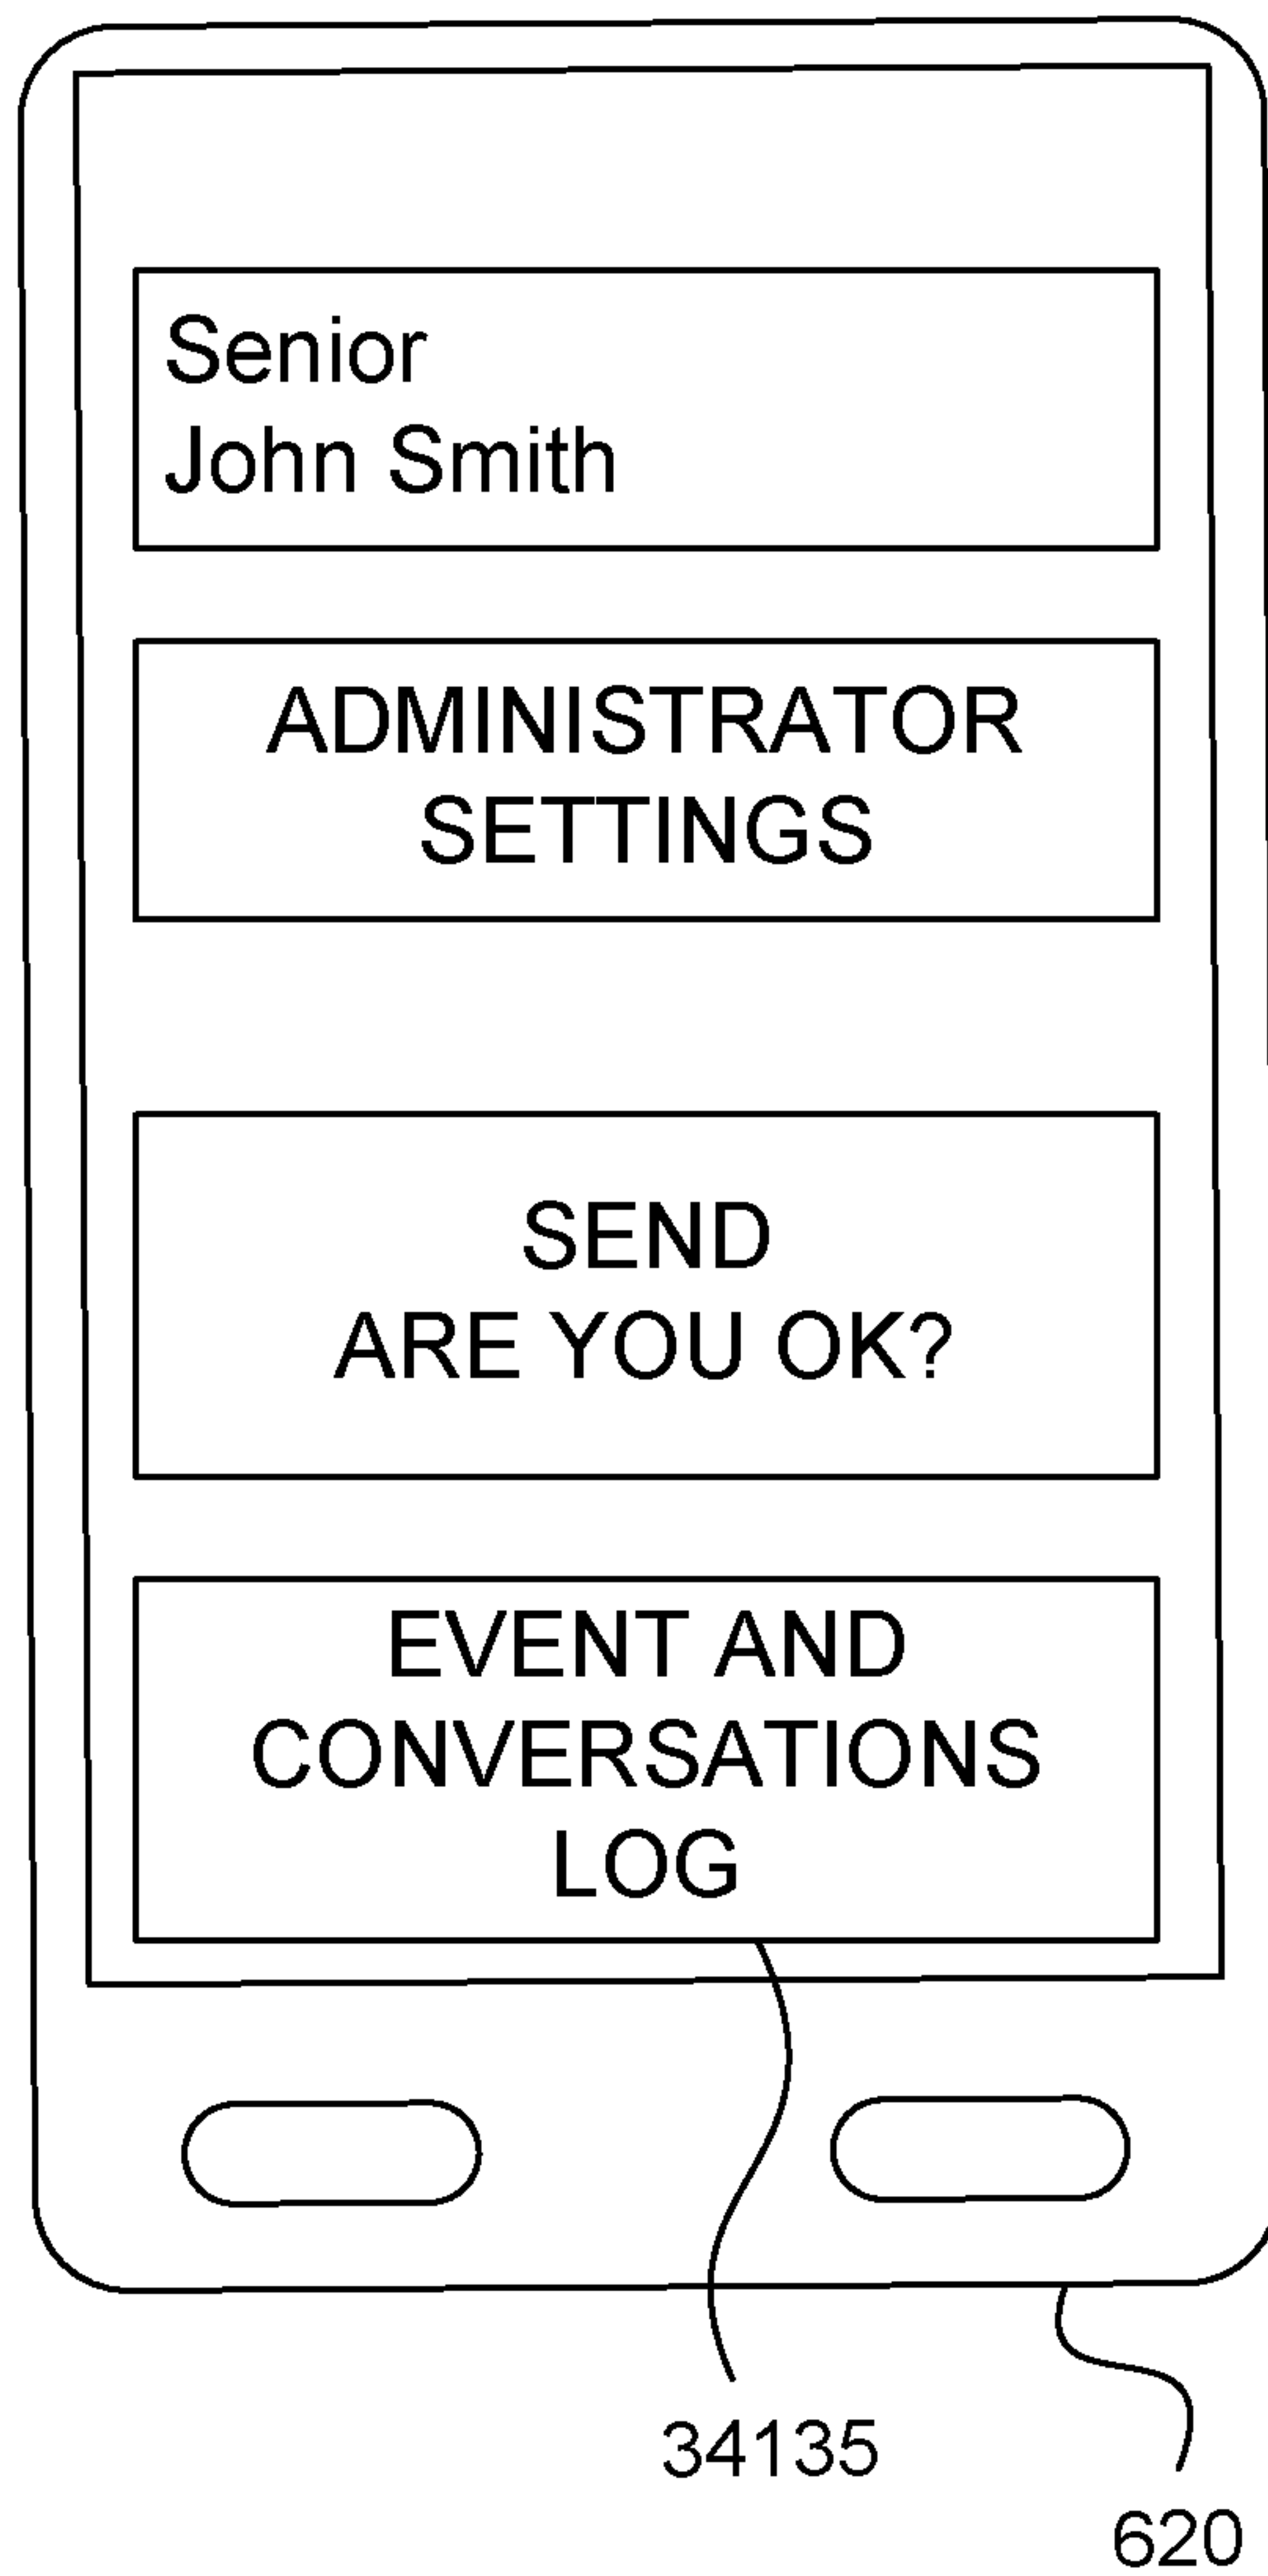 Senior
John Smith
ADMINISTRATOR
SETTINGS
SEND
ARE YOU OK?
EVENT AND
CONVERSATIONS
LOG
34135
620